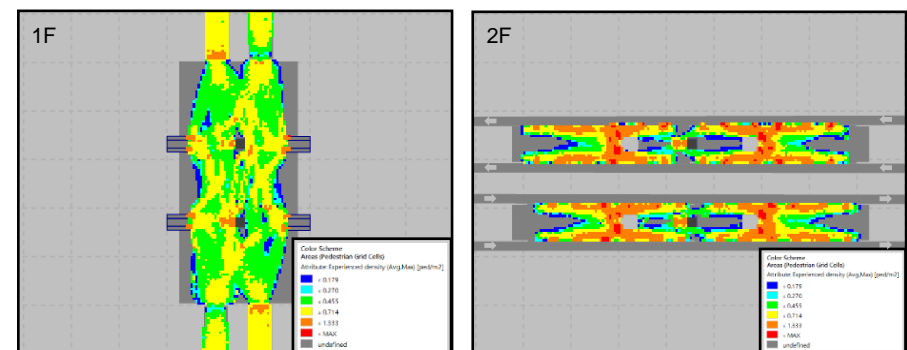 1F
Color Scheme
Areas (Pedestrian Grid Cells)
Attribute: Experienced density (Avg,Max) [ped/m2]
< 0.179
< 0.270
< 0.455
< 0.714
< 1.333
< MAX
undefined
2F
Color Scheme
Areas (Pedestrian Grid Cells)
Attribute: Experienced density (Avg,Max) [ped/m2]
< 0.179
< 0.270
< 0.455
< 0.714
< 1.333
< MAX
undefined